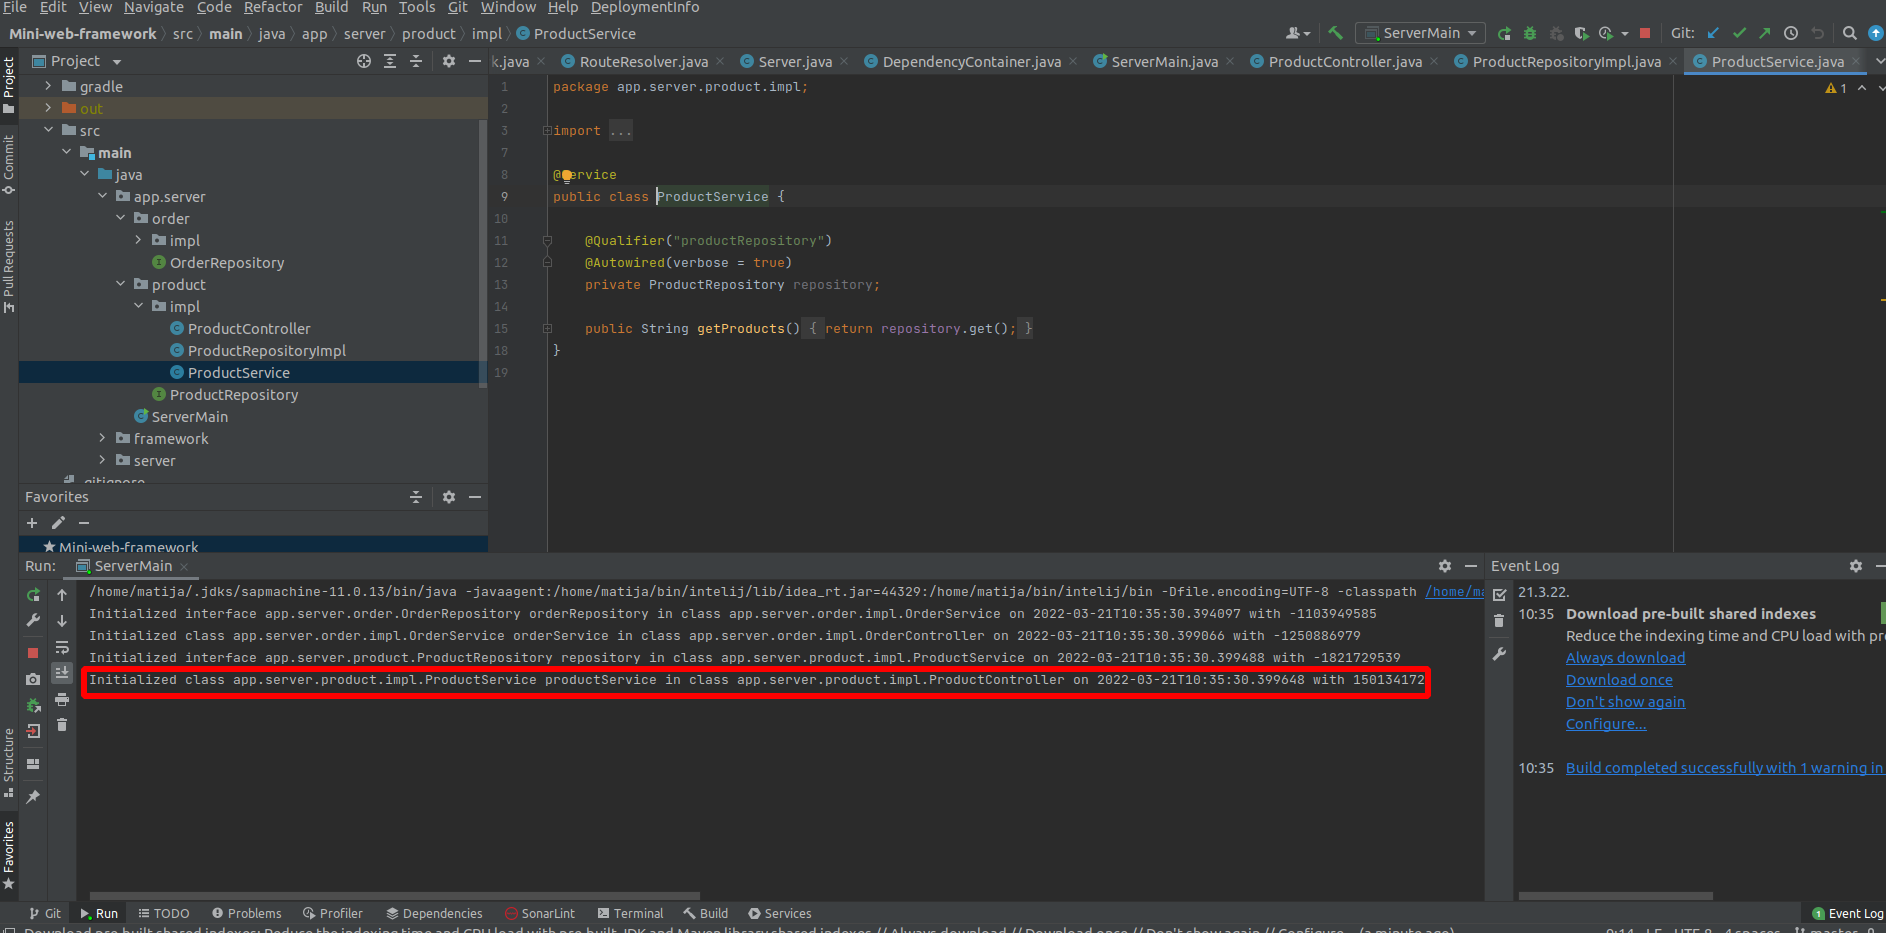 File Edit View Navigate Code Refactor Build Run Tools Git Window Help DeploymentInfo
Mini-web-framework src main java app server product impl ProductService
ServerMain Git:
Project
k.java RouteResolver.java Server.java DependencyContainer.java ServerMain.java ProductController.java ProductRepositoryImpl.java ProductService.java
Project
Commit
Pull Requests
gradle
out
src
main
java
app.server
order
impl
OrderRepository
product
impl
ProductController
ProductRepositoryImpl
ProductService
ProductRepository
ServerMain
framework
server
.gitignore
Favorites
Mini-web-framework
1 package app.server.product.impl;
2
3 import ...
7
8 @Service
9 public class ProductService {
10
11 @Qualifier("productRepository")
12 @Autowired(verbose = true)
13 private ProductRepository repository;
14
15 public String getProducts() { return repository.get(); }
18 }
19
1
Run: ServerMain
/home/matija/.jdks/sapmachine-11.0.13/bin/java -javaagent:/home/matija/bin/intelij/lib/idea_rt.jar=44329:/home/matija/bin/intelij/bin -Dfile.encoding=UTF-8 -classpath /home/ma
Initialized interface app.server.order.OrderRepository orderRepository in class app.server.order.impl.OrderService on 2022-03-21T10:35:30.394097 with -1103949585
Initialized class app.server.order.impl.OrderService orderService in class app.server.order.impl.OrderController on 2022-03-21T10:35:30.399066 with -1250886979
Initialized interface app.server.product.ProductRepository repository in class app.server.product.impl.ProductService on 2022-03-21T10:35:30.399488 with -1821729539
Initialized class app.server.product.impl.ProductService productService in class app.server.product.impl.ProductController on 2022-03-21T10:35:30.399648 with 150134172
Event Log
21.3.22.
10:35 Download pre-built shared indexes
Reduce the indexing time and CPU load with pre
Always download
Download once
Don't show again
Configure...
10:35 Build completed successfully with 1 warning in
Structure
Favorites
Git Run TODO Problems Profiler Dependencies SonarLint Terminal Build Services 1 Event Log
Download pre-built shared indexes: Reduce the indexing time and CPU load with pre-built JDK and Maven library shared indexes // Always download // Download once // Don't show again // Configure... (a minute ago) 9:14 LF UTF-8 4 spaces master